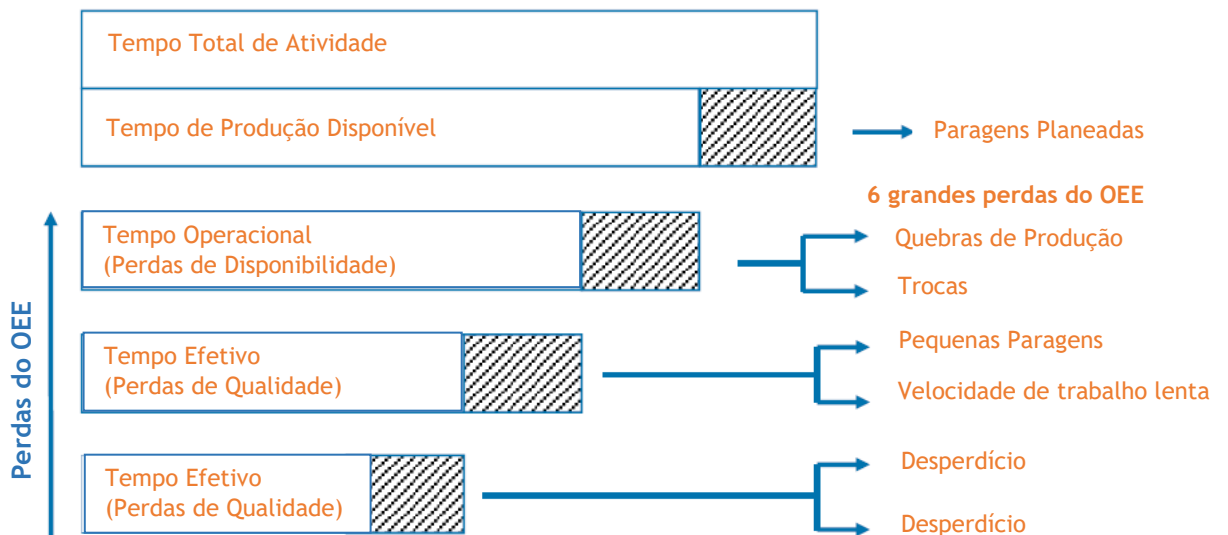 Tempo Total de Atividade
Tempo de Produção Disponível
Paragens Planeadas
6 grandes perdas do OEE
Tempo Operacional
(Perdas de Disponibilidade)
Quebras de Produção
Trocas
Perdas do OEE
Tempo Efetivo
(Perdas de Qualidade)
Pequenas Paragens
Velocidade de trabalho lenta
Tempo Efetivo
(Perdas de Qualidade)
Desperdício
Desperdício